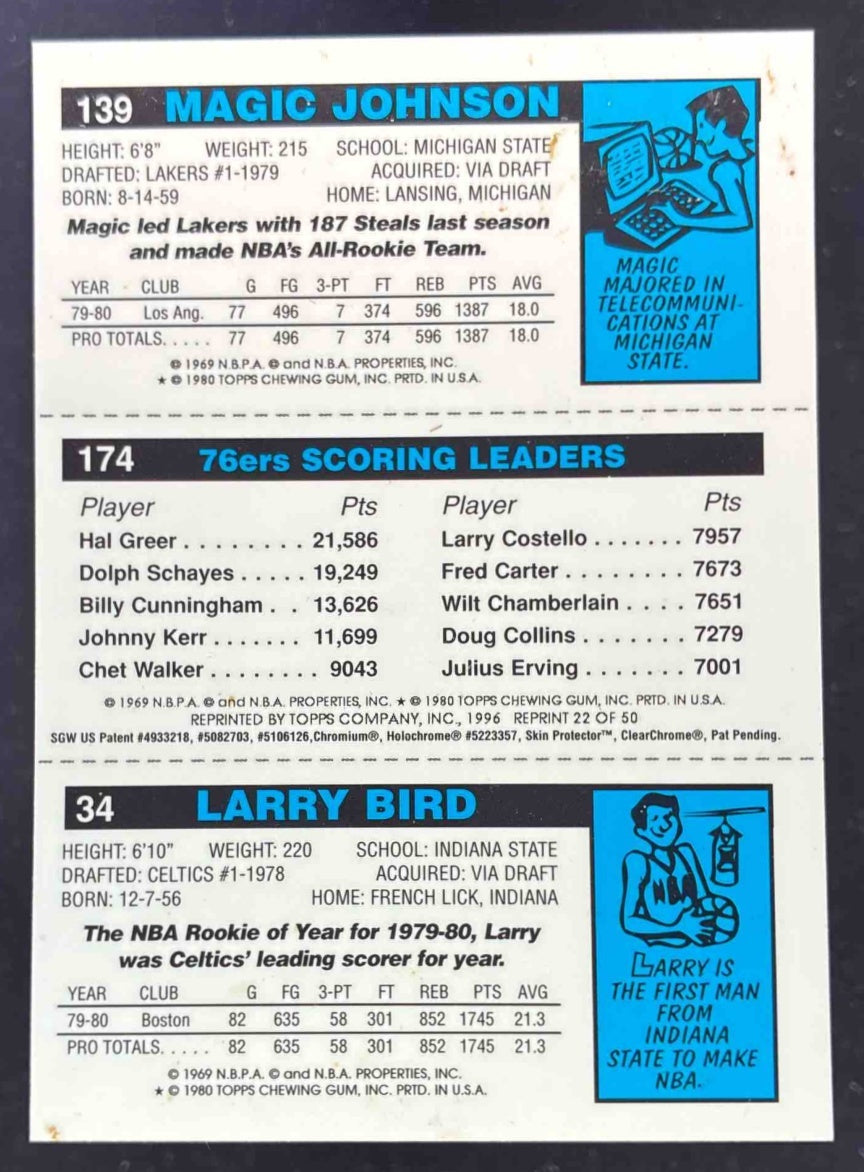 139 MAGIC JOHNSON
HEIGHT: 6'8" WEIGHT: 215 SCHOOL: MICHIGAN STATE
DRAFTED: LAKERS #1-1979 ACQUIRED: VIA DRAFT
BORN: 8-14-59 HOME: LANSING, MICHIGAN
Magic led Lakers with 187 Steals last season
and made NBA's All-Rookie Team.
YEAR CLUB G FG 3-PT FT REB PTS AVG
79-80 Los Ang. 77 496 7 374 596 1387 18.0
PRO TOTALS..... 77 496 7 374 596 1387 18.0
© 1969 N.B.P.A. © and N.B.A. PROPERTIES, INC.
★ © 1980 TOPPS CHEWING GUM, INC. PRTD. IN U.S.A.
MAGIC
MAJORED IN
TELECOMMUNI-
CATIONS AT
MICHIGAN
STATE.
174 76ers SCORING LEADERS
Player Pts Player Pts
Hal Greer . . . . . . . . 21,586 Larry Costello . . . . . . . 7957
Dolph Schayes . . . . . 19,249 Fred Carter . . . . . . . . 7673
Billy Cunningham . . 13,626 Wilt Chamberlain . . . . 7651
Johnny Kerr . . . . . . . 11,699 Doug Collins . . . . . . . 7279
Chet Walker . . . . . . . . 9043 Julius Erving . . . . . . . 7001
© 1969 N.B.P.A. © and N.B.A. PROPERTIES, INC. ★ © 1980 TOPPS CHEWING GUM, INC. PRTD. IN U.S.A.
REPRINTED BY TOPPS COMPANY, INC., 1996 REPRINT 22 OF 50
SGW US Patent #4933218, #5082703, #5106126,Chromium®, Holochrome® #5223357, Skin Protector™, ClearChrome®, Pat Pending.
34 LARRY BIRD
HEIGHT: 6'10" WEIGHT: 220 SCHOOL: INDIANA STATE
DRAFTED: CELTICS #1-1978 ACQUIRED: VIA DRAFT
BORN: 12-7-56 HOME: FRENCH LICK, INDIANA
The NBA Rookie of Year for 1979-80, Larry
was Celtics' leading scorer for year.
YEAR CLUB G FG 3-PT FT REB PTS AVG
79-80 Boston 82 635 58 301 852 1745 21.3
PRO TOTALS..... 82 635 58 301 852 1745 21.3
© 1969 N.B.P.A. © and N.B.A. PROPERTIES, INC.
★ © 1980 TOPPS CHEWING GUM, INC. PRTD. IN U.S.A.
NBA
LARRY IS
THE FIRST MAN
FROM
INDIANA
STATE TO MAKE
NBA.